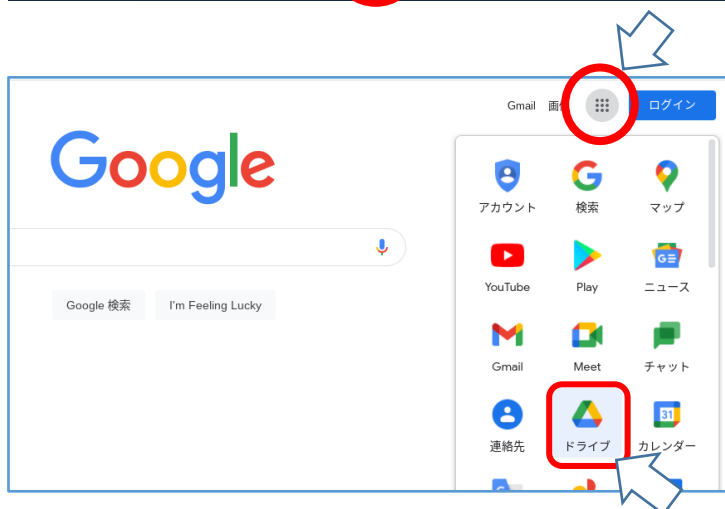 Gmail
ログイン
Google
アカウント 検索 マップ
YouTube Play ニュース
GE
Google 検索 I'm Feeling Lucky
Gmail Meet チャット
31
連絡先 ドライブ カレンダー